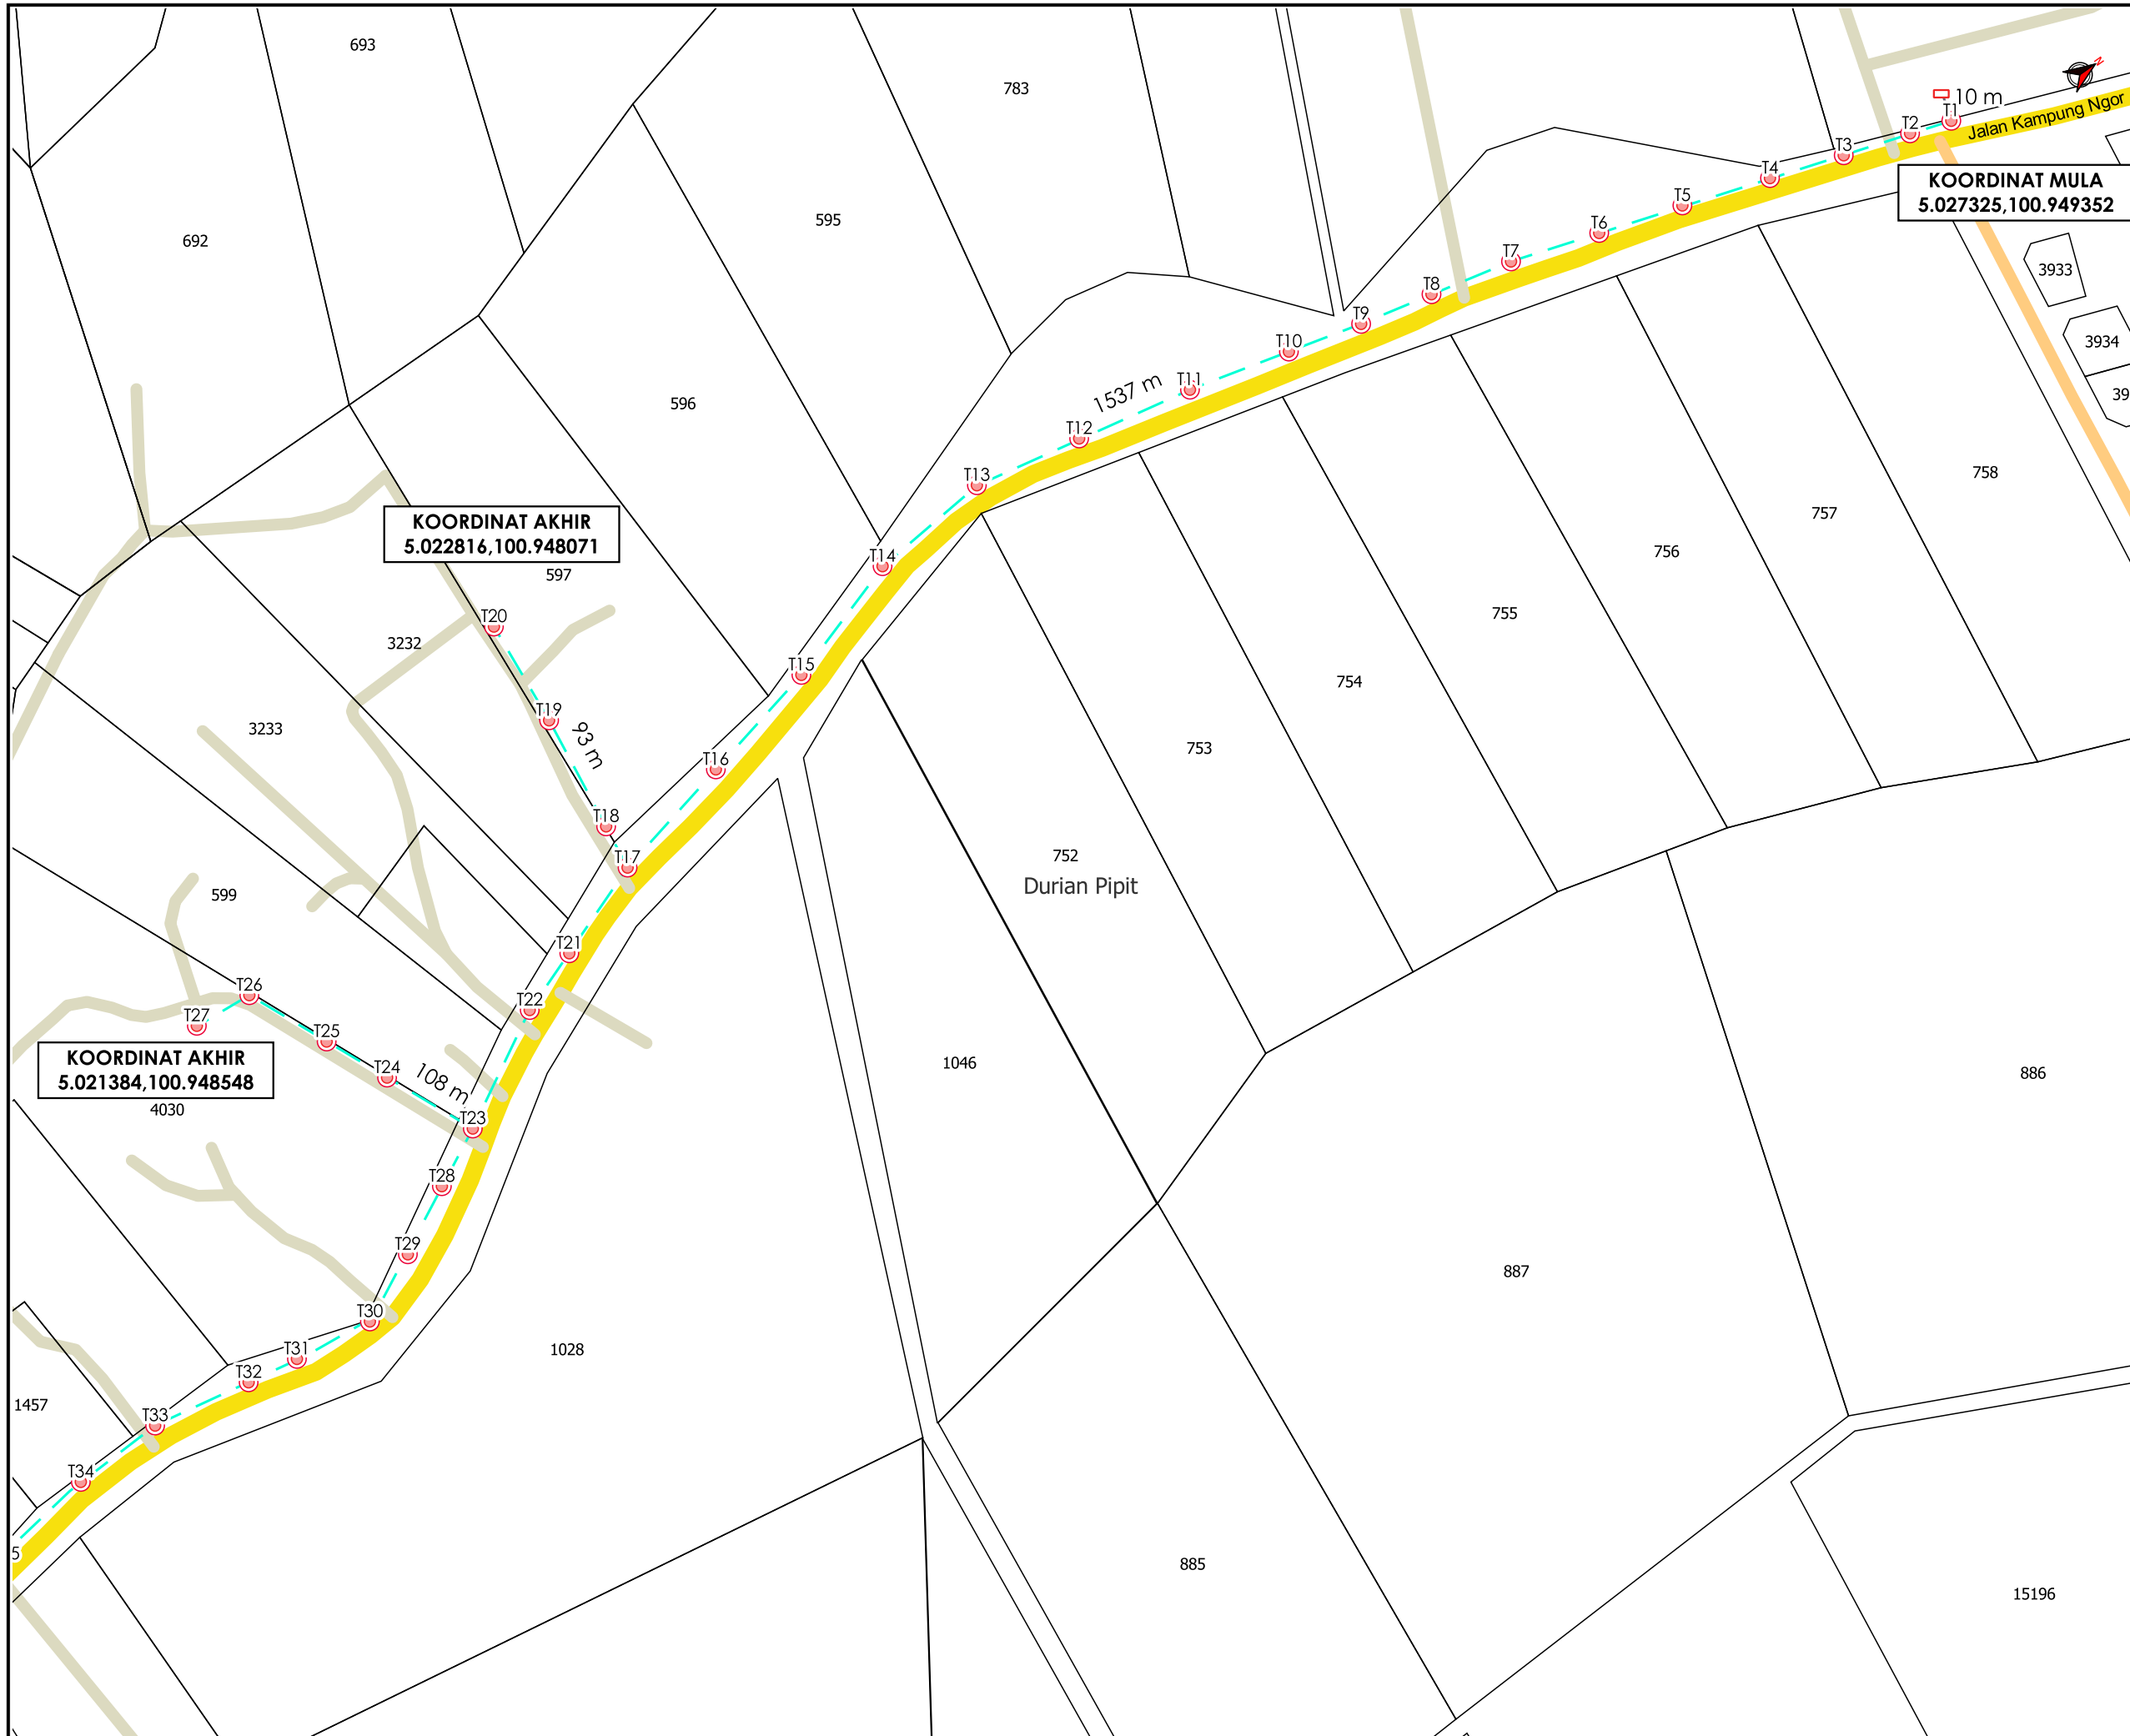 693
783
N
10 m
T1
Jalan Kampung Ngor
T2
T3
T4
KOORDINAT MULA
5.027325,100.949352
T5
595
T6
692
T7
3933
T8
T9
3934
T10
T11
39
1537 m
596
T12
758
T13
757
KOORDINAT AKHIR
5.022816,100.948071
756
T14
597
755
T20
3232
T15
754
T19
3233
93 m
753
T16
T18
752
T17
Durian Pipit
599
T21
T26
T22
T27
T25
KOORDINAT AKHIR
5.021384,100.948548
1046
T24
886
108 m
4030
T23
T28
T29
887
T30
1028
T31
T32
1457
T33
T34
5
885
15196